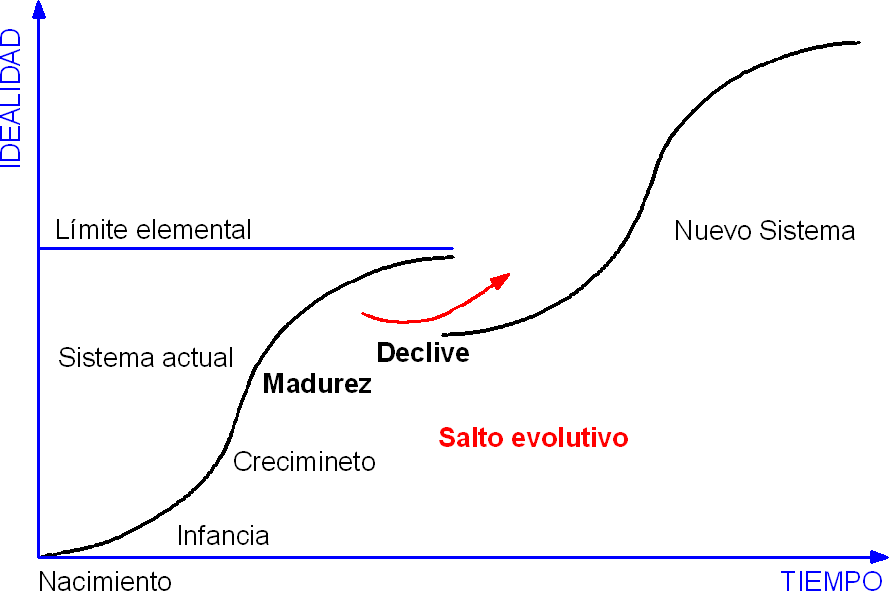 IDEALIDAD
Límite elemental
Nuevo Sistema
Sistema actual
Declive
Madurez
Salto evolutivo
Crecimineto
Infancia
Nacimiento
TIEMPO